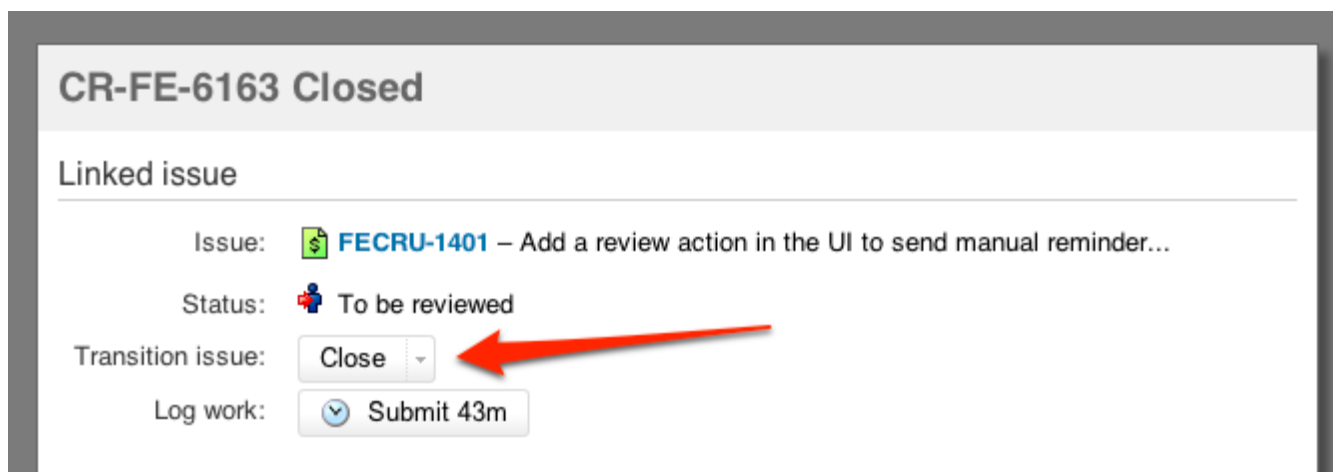 CR-FE-6163 Closed
Linked issue
Issue: FECRU-1401 – Add a review action in the UI to send manual reminder...
Status: To be reviewed
Transition issue: Close
Log work: Submit 43m